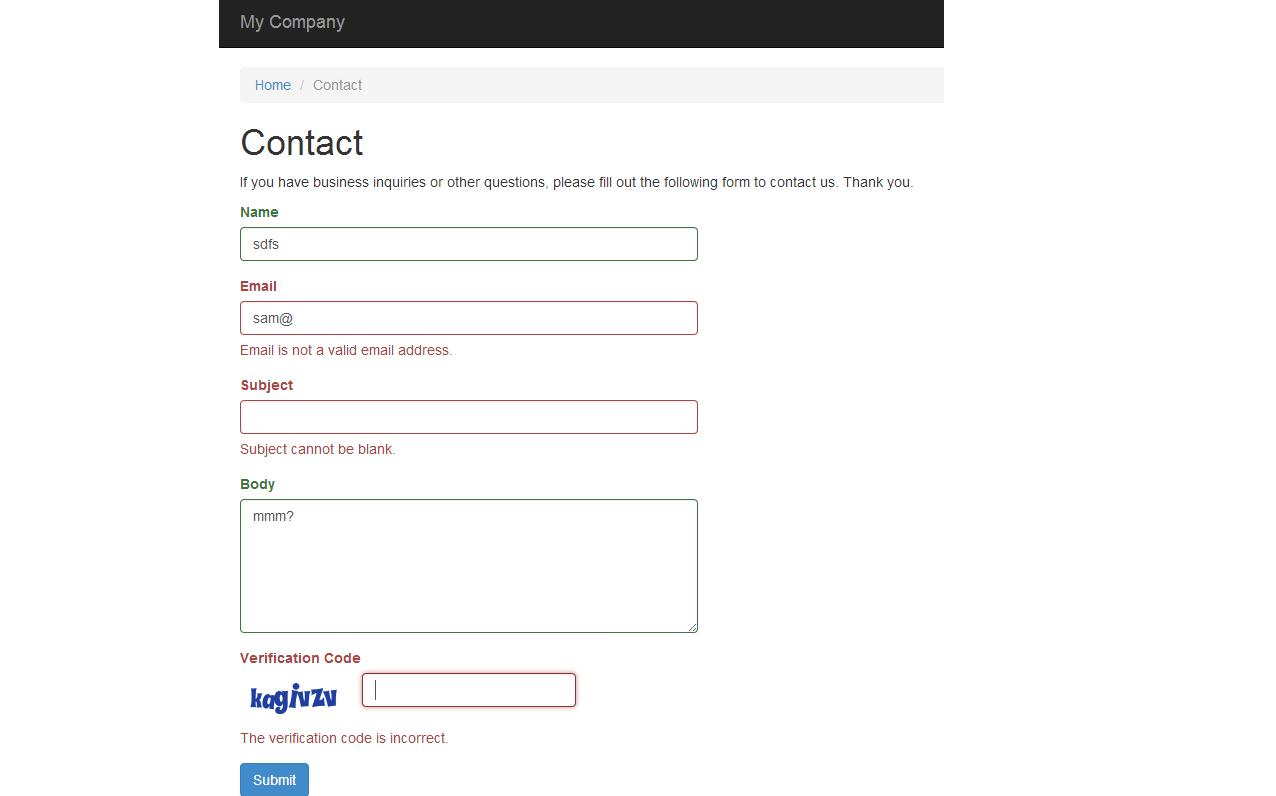 My Company
Home / Contact
Contact
If you have business inquiries or other questions, please fill out the following form to contact us. Thank you.
Name
sdfs
Email
sam@
Email is not a valid email address.
Subject
Subject cannot be blank.
Body
mmm?
Verification Code
kagivzv
The verification code is incorrect.
Submit